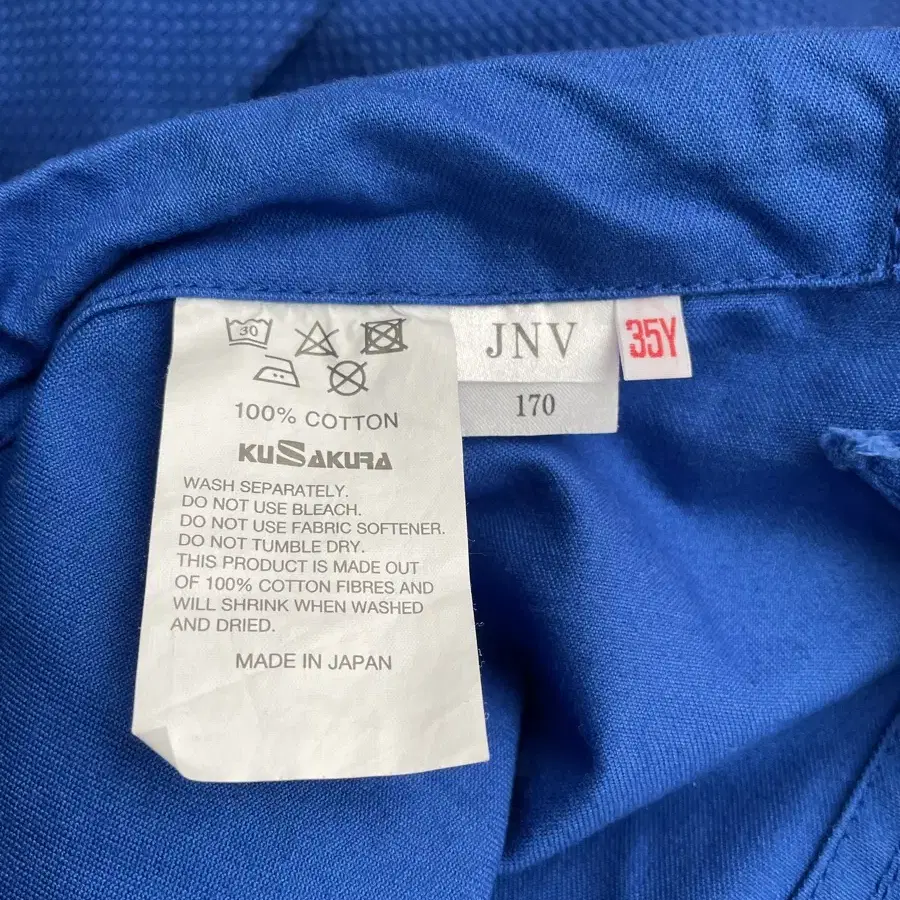 30
100% COTTON
KUSAKURA
WASH SEPARATELY.
DO NOT USE BLEACH.
DO NOT USE FABRIC SOFTENER.
DO NOT TUMBLE DRY.
THIS PRODUCT IS MADE OUT
OF 100% COTTON FIBRES AND
WILL SHRINK WHEN WASHED
AND DRIED.
MADE IN JAPAN
JNV
170
35Y